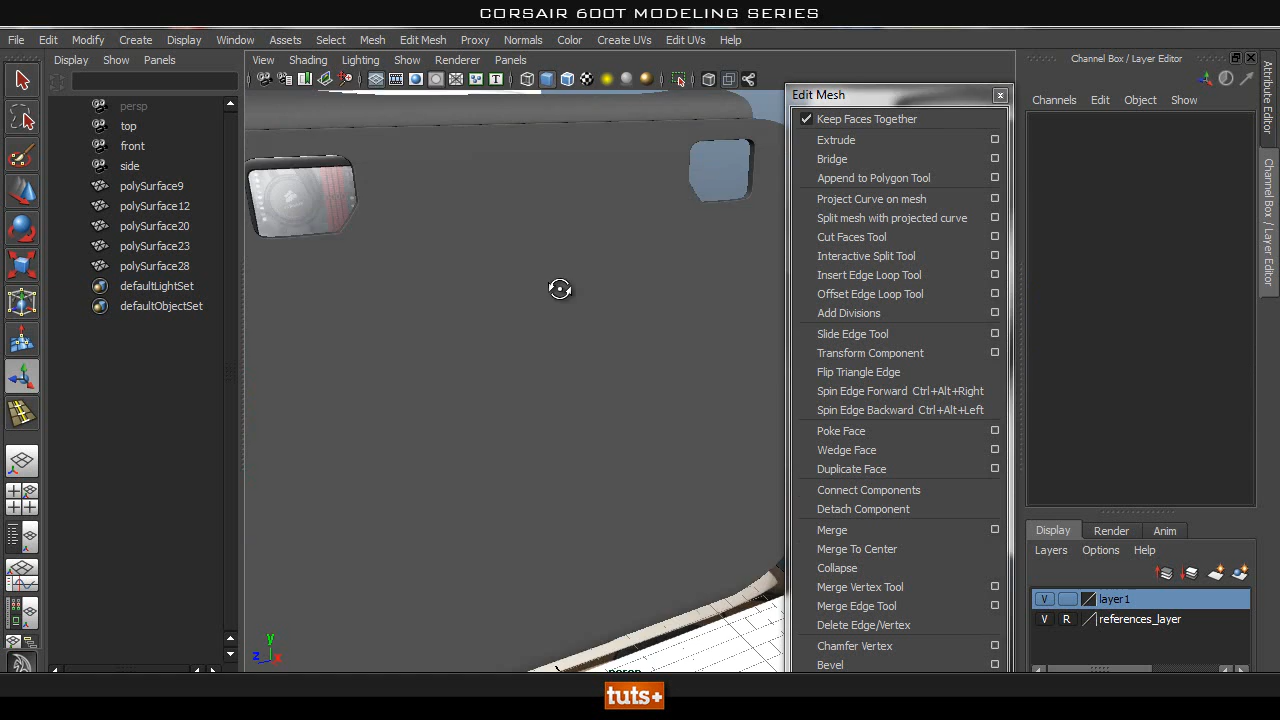 CORSAIR 600T MODELING SERIES
File Edit Modify Create Display Window Assets Select Mesh Edit Mesh Proxy Normals Color Create UVs Edit UVs Help
Display Show Panels
View Shading Lighting Show Renderer Panels
Channel Box / Layer Editor
Channels Edit Object Show
Attribute Editor
Channel Box / Layer Editor
persp
top
front
side
polySurface9
polySurface12
polySurface20
polySurface23
polySurface28
defaultLightSet
defaultObjectSet
Edit Mesh
Keep Faces Together
Extrude
Bridge
Append to Polygon Tool
Project Curve on mesh
Split mesh with projected curve
Cut Faces Tool
Interactive Split Tool
Insert Edge Loop Tool
Offset Edge Loop Tool
Add Divisions
Slide Edge Tool
Transform Component
Flip Triangle Edge
Spin Edge Forward Ctrl+Alt+Right
Spin Edge Backward Ctrl+Alt+Left
Poke Face
Wedge Face
Duplicate Face
Connect Components
Detach Component
Merge
Merge To Center
Collapse
Merge Vertex Tool
Merge Edge Tool
Delete Edge/Vertex
Chamfer Vertex
Bevel
Display Render Anim
Layers Options Help
V layer1
V R references_layer
y
z x
persp
tuts+